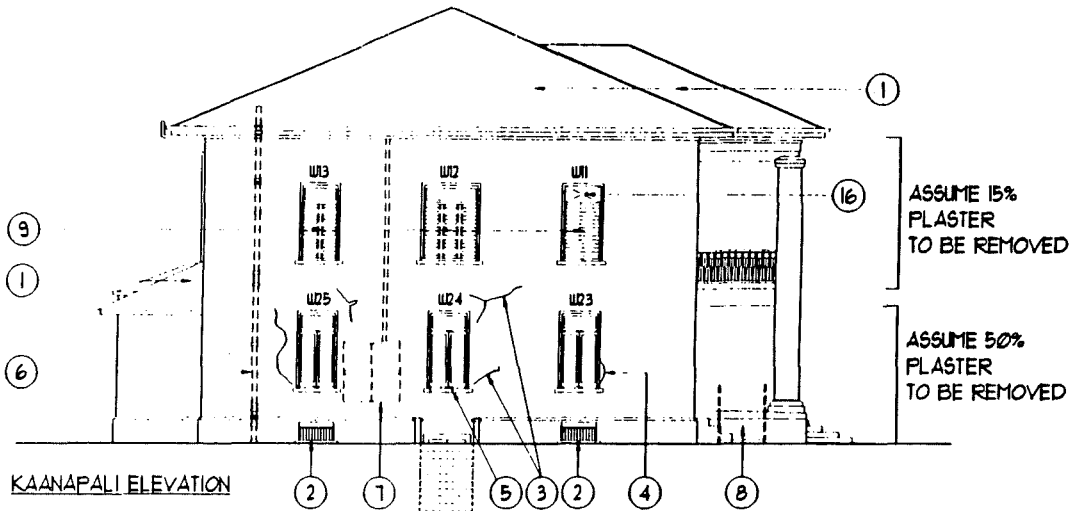 1
W13 W12 W11
16
ASSUME 15%
PLASTER
TO BE REMOVED
9
1
W25 W24 W23
ASSUME 50%
PLASTER
TO BE REMOVED
6
KAANAPALI ELEVATION
2 7 5 3 2 4 8